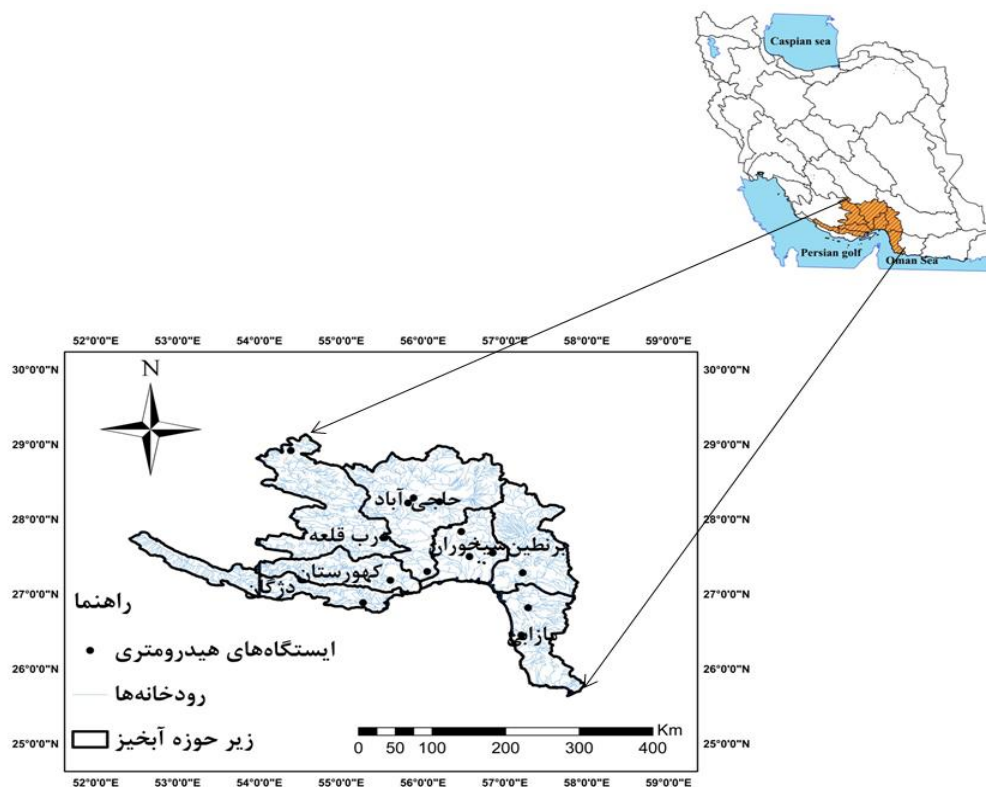 Caspian sea
Persian golf
Oman Sea
52°0'0"E 53°0'0"E 54°0'0"E 55°0'0"E 56°0'0"E 57°0'0"E 58°0'0"E 59°0'0"E
30°0'0"N 30°0'0"N
N
29°0'0"N 29°0'0"N
حاجی آباد
28°0'0"N 28°0'0"N
رب قلعه
سیخوران
برنطین
کهورستان
دژگان
27°0'0"N 27°0'0"N
راهنما
ایستگاه‌های هیدرومتری
26°0'0"N 26°0'0"N
رودخانه‌ها
زیر حوزه آبخیز
Km
0 50 100 200 300 400
25°0'0"N 25°0'0"N
52°0'0"E 53°0'0"E 54°0'0"E 55°0'0"E 56°0'0"E 57°0'0"E 58°0'0"E 59°0'0"E